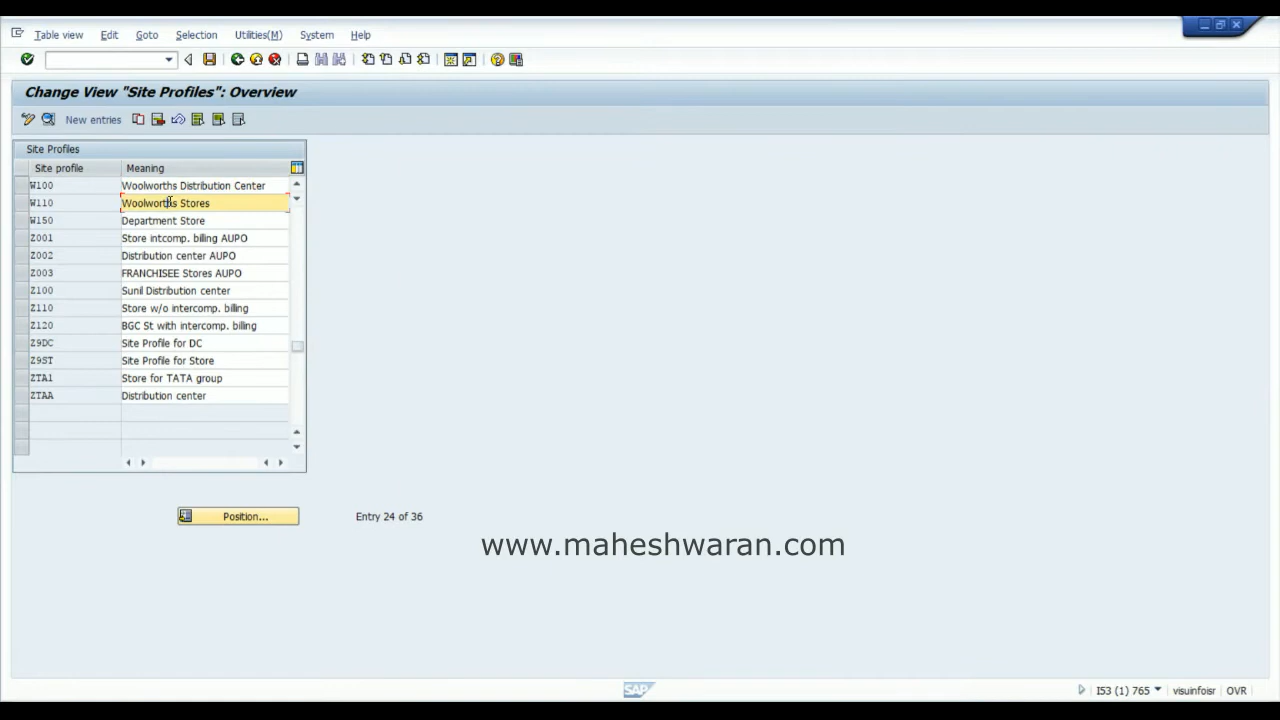 Table view Edit Goto Selection Utilities(M) System Help
Change View "Site Profiles": Overview
New entries
Site Profiles
Site profile Meaning
W100 Woolworths Distribution Center
W110 Woolworths Stores
W150 Department Store
Z001 Store intcomp. billing AUPO
Z002 Distribution center AUPO
Z003 FRANCHISEE Stores AUPO
Z100 Sunil Distribution center
Z110 Store w/o intercomp. billing
Z120 BGC St with intercomp. billing
Z9DC Site Profile for DC
Z9ST Site Profile for Store
ZTA1 Store for TATA group
ZTAA Distribution center
Position... Entry 24 of 36
www.maheshwaran.com
SAP I53 (1) 765 visuinfoisr OVR